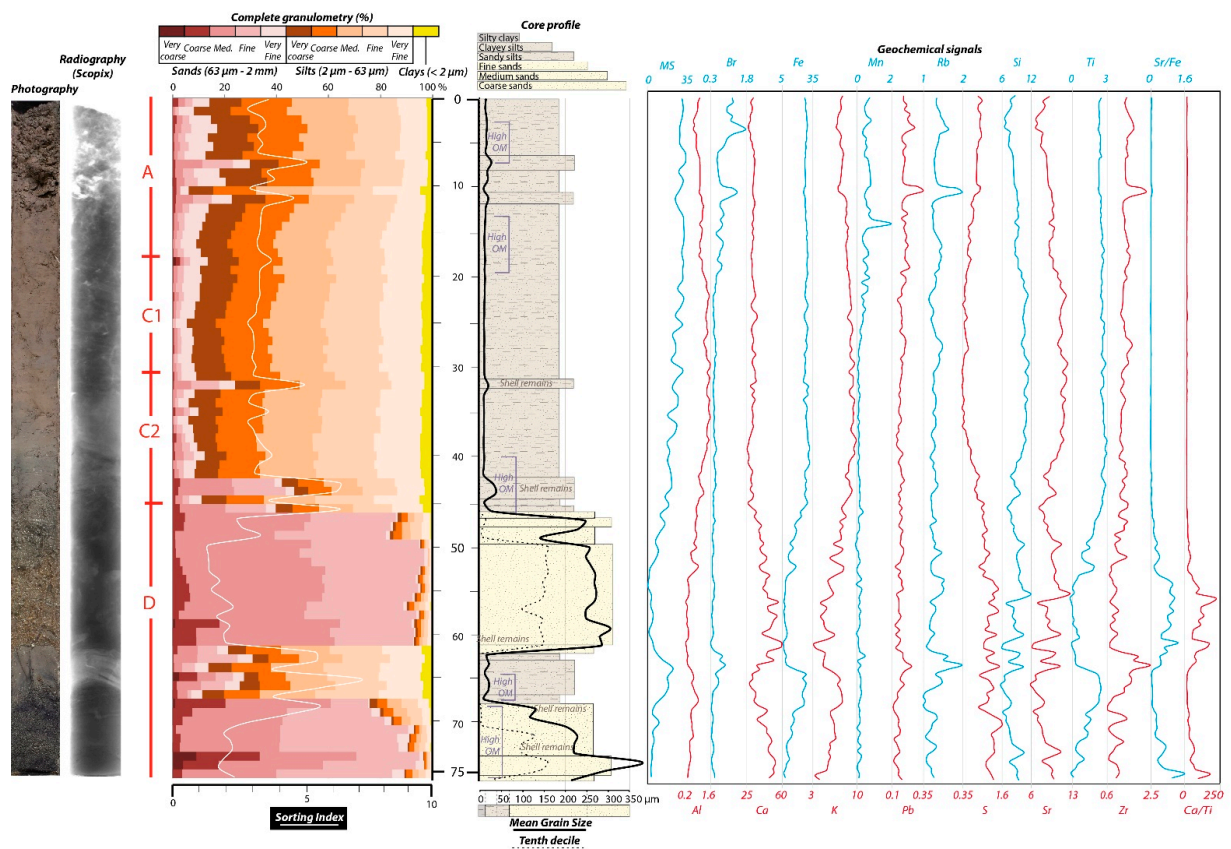 Complete granulometry (%)
Very coarse Coarse Med. Fine Very Fine Very coarse Coarse Med. Fine Very Fine
Sands (63 µm - 2 mm) Silts (2 µm - 63 µm) Clays (< 2 µm)
0 20 40 60 80 100 %
Radiography
(Scopix)
Photography
Core profile
Silty clays
Clayey silts
Sandy silts
Fine sands
Medium sands
Coarse sands
Geochemical signals
MS Br Fe Mn Rb Si Ti Sr/Fe
0 35 0.3 1.8 5 35 0 2 1 2 6 12 0 3 0 1.6
A
C1
C2
D
0
10
20
30
40
50
60
70
75
High
OM
High
OM
Shell remains
High
OM
Shell remains
Shell remains
High
OM
Shell remains
High
OM
Shell remains
0 5 10
Sorting Index
0 50 100 150 200 250 300 350 µm
Mean Grain Size
Tenth decile
0.2 1.6 25 60 3 10 0.1 0.35 0.35 1.6 6 13 0.6 2.5 0 250
Al Ca K Pb S Sr Zr Ca/Ti